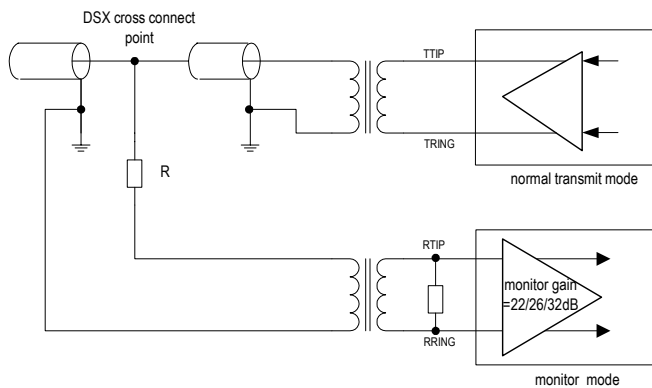 DSX cross connect
point
TTIP
TRING
normal transmit mode
R
RTIP
monitor gain
=22/26/32dB
RRING
monitor mode